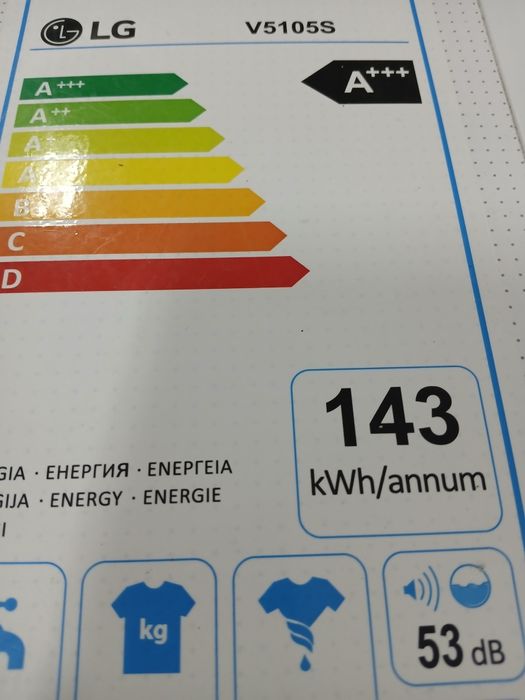 LG V5105S
A+++ A+++
A++
A+
A
B
C
D
143
kWh/annum
GIA · ЕНЕРГИЯ · ΕΝΕΡΓΕΙΑ
GIJA · ENERGY · ENERGIE
I
kg
53 dB